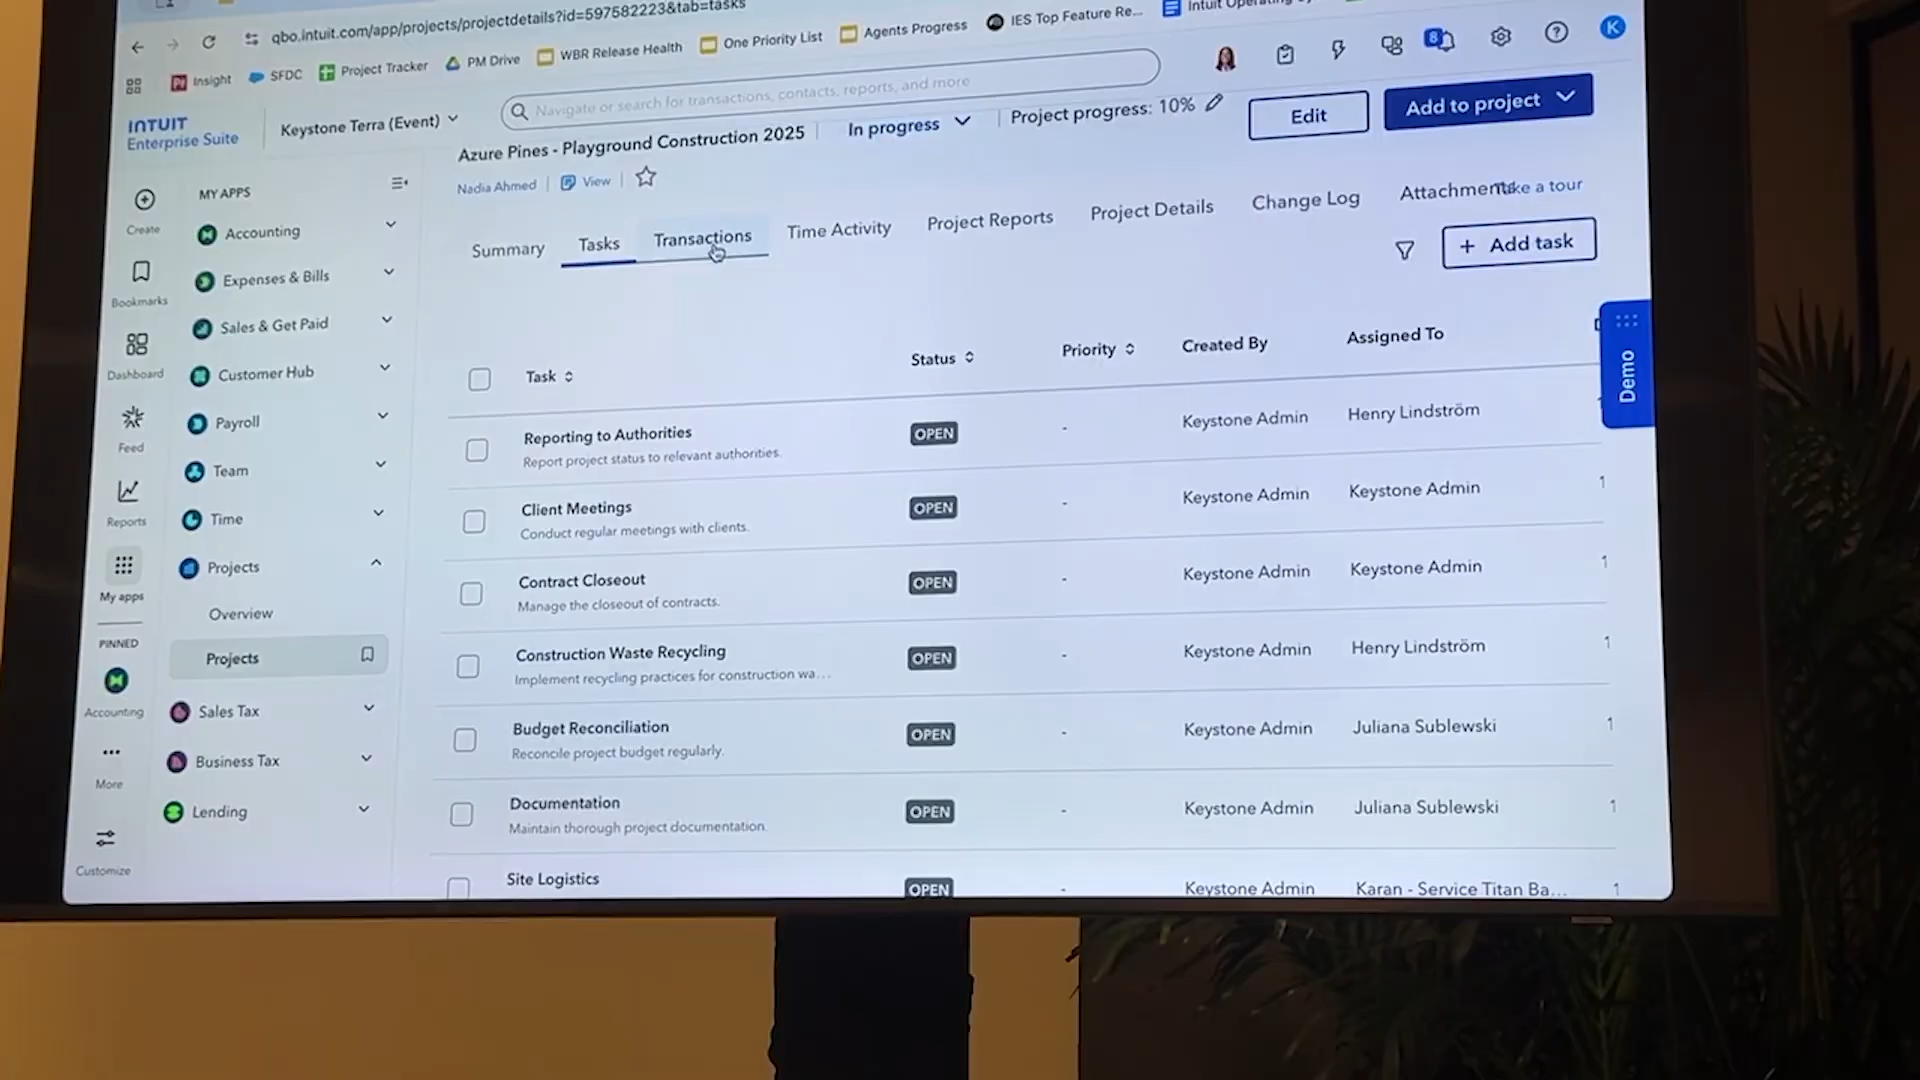 qbo.intuit.com/app/projects/projectdetails?id=597582223&tab=tasks
Insight
SFDC
Project Tracker
PM Drive
WBR Release Health
One Priority List
Agents Progress
IES Top Feature Re...
Intuit
INTUIT
Enterprise Suite
Keystone Terra (Event)
Navigate or search for transactions, contacts, reports, and more
8
K
Azure Pines - Playground Construction 2025
In progress
Project progress: 10%
Edit
Add to project
Nadia Ahmed
View
Summary
Tasks
Transactions
Time Activity
Project Reports
Project Details
Change Log
Attachments
Take a tour
+ Add task
Create
Bookmarks
Dashboard
Feed
Reports
My apps
PINNED
Accounting
More
Customize
MY APPS
Accounting
Expenses & Bills
Sales & Get Paid
Customer Hub
Payroll
Team
Time
Projects
Overview
Projects
Sales Tax
Business Tax
Lending
Task
Status
Priority
Created By
Assigned To
Demo
Reporting to Authorities
Report project status to relevant authorities.
OPEN
-
Keystone Admin
Henry Lindström
Client Meetings
Conduct regular meetings with clients.
OPEN
-
Keystone Admin
Keystone Admin
1
Contract Closeout
Manage the closeout of contracts.
OPEN
-
Keystone Admin
Keystone Admin
1
Construction Waste Recycling
Implement recycling practices for construction wa...
OPEN
-
Keystone Admin
Henry Lindström
1
Budget Reconciliation
Reconcile project budget regularly.
OPEN
-
Keystone Admin
Juliana Sublewski
1
Documentation
Maintain thorough project documentation.
OPEN
-
Keystone Admin
Juliana Sublewski
1
Site Logistics
OPEN
-
Keystone Admin
Karan - Service Titan Ba...
1